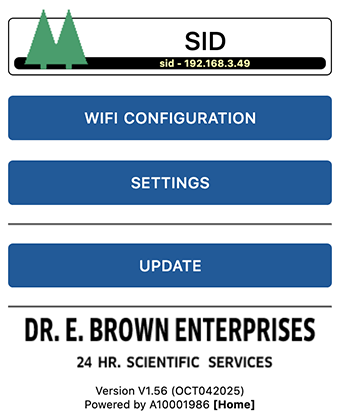 SID
sid - 192.168.3.49
WIFI CONFIGURATION
SETTINGS
UPDATE
DR. E. BROWN ENTERPRISES
24 HR. SCIENTIFIC SERVICES
Version V1.56 (OCT042025)
Powered by A10001986 [Home]